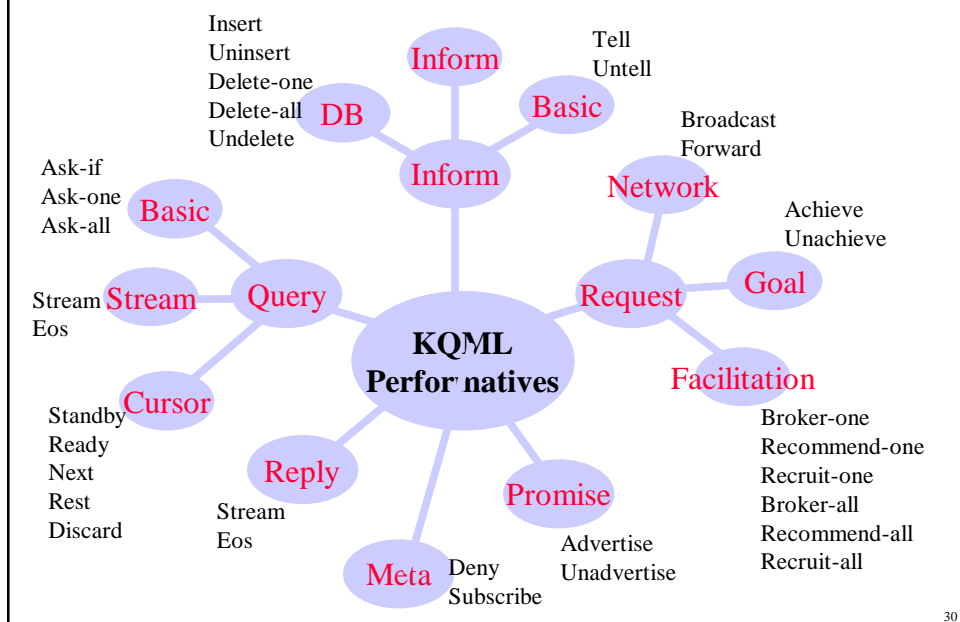 Insert
Uninsert
Delete-one
Delete-all
Undelete
DB
Inform
Tell
Untell
Basic
Inform
Broadcast
Forward
Network
Achieve
Unachieve
Goal
Request
Ask-if
Ask-one
Ask-all
Basic
Stream
Eos
Stream
Query
KQML
Performatives
Facilitation
Broker-one
Recommend-one
Recruit-one
Broker-all
Recommend-all
Recruit-all
Cursor
Standby
Ready
Next
Rest
Discard
Reply
Stream
Eos
Promise
Advertise
Unadvertise
Meta
Deny
Subscribe
30